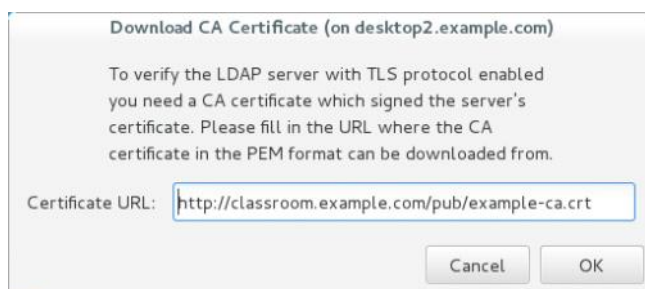 Download CA Certificate (on desktop2.example.com)
To verify the LDAP server with TLS protocol enabled
you need a CA certificate which signed the server's
certificate. Please fill in the URL where the CA
certificate in the PEM format can be downloaded from.
Certificate URL: http://classroom.example.com/pub/example-ca.crt
Cancel OK